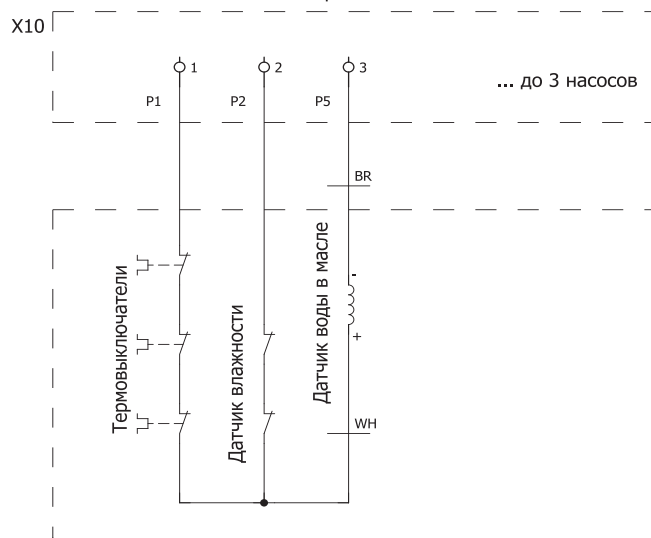 X10
1
2
3
... до 3 насосов
P1
P2
P5
BR
Термовыключатели
Датчик влажности
Датчик воды в масле
-
+
WH